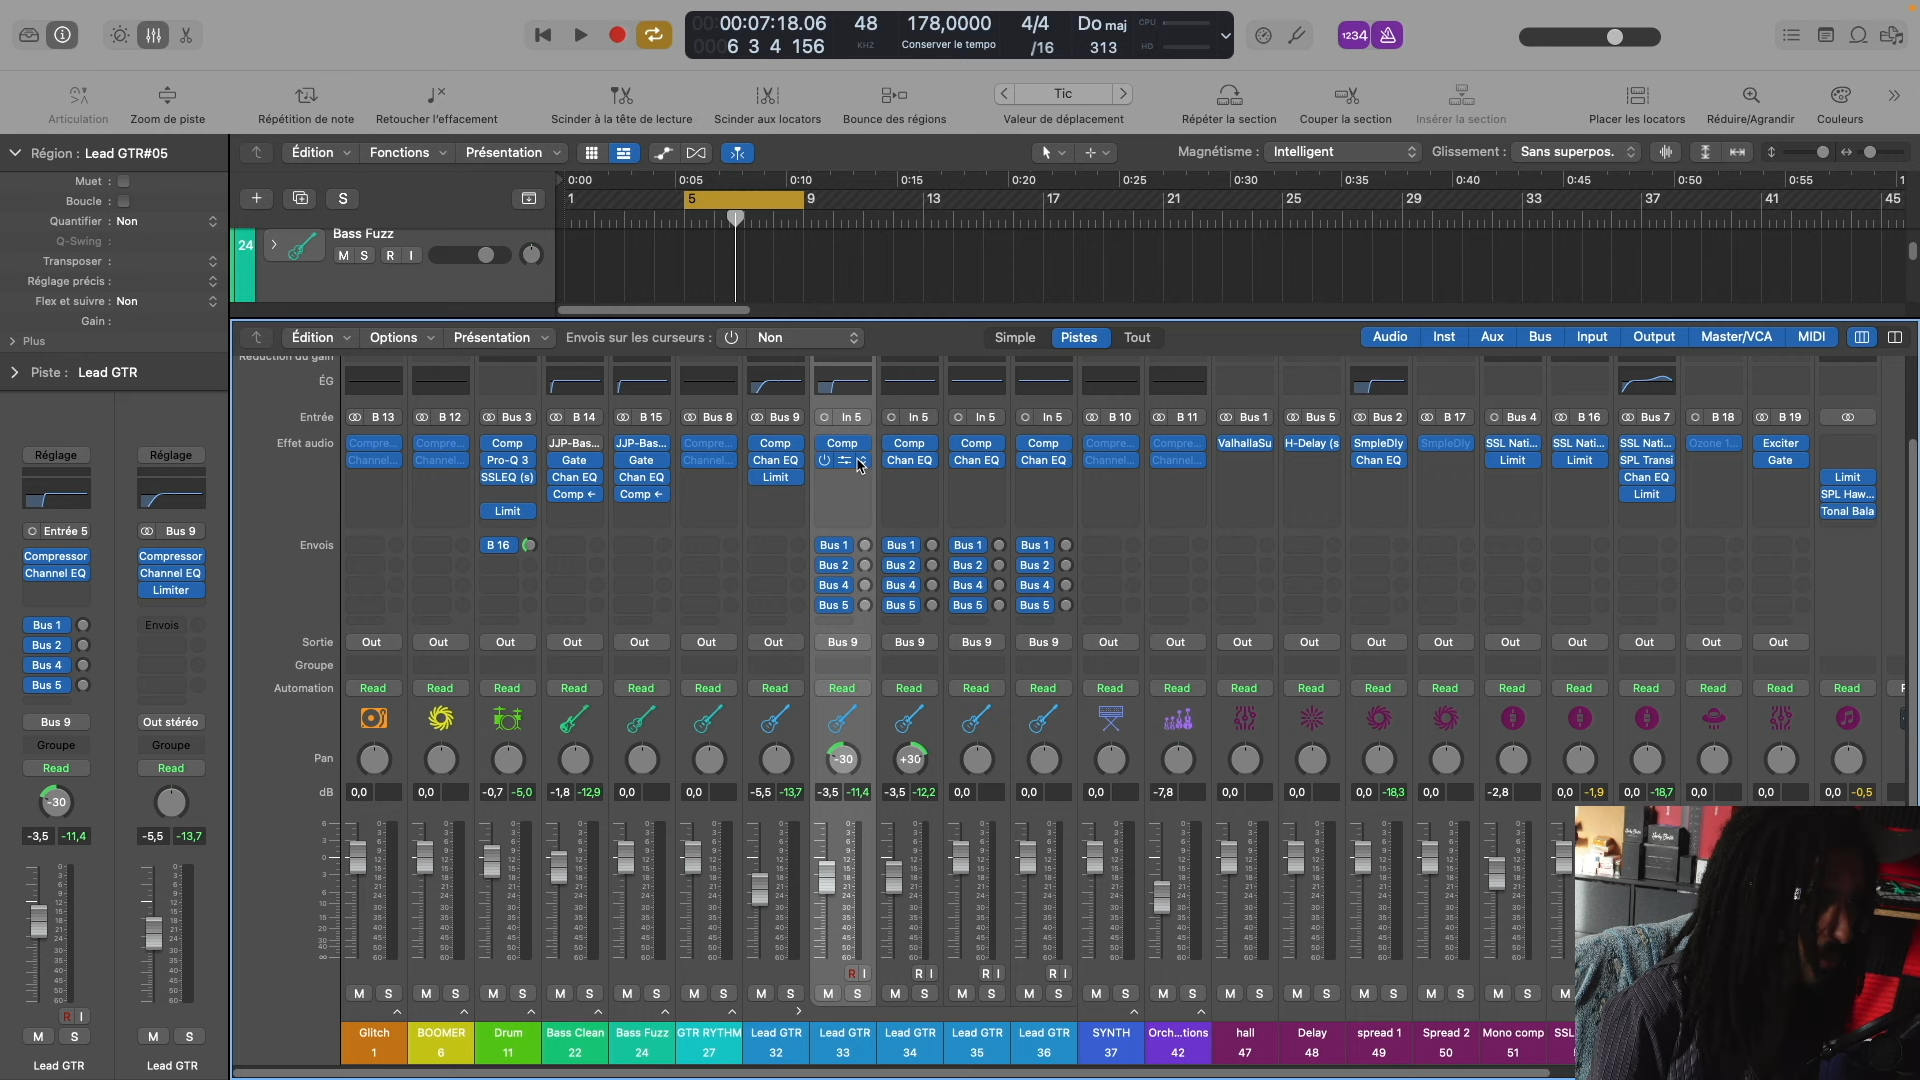 00:07:18.06
6 3 4 156
48
KHZ
178,0000
Conserver le tempo
4/4
/16
Do maj
313
CPU
HD
1234
Articulation
Zoom de piste
Répétition de note
Retoucher l'effacement
Scinder à la tête de lecture
Scinder aux locators
Bounce des régions
Tic
Valeur de déplacement
Répéter la section
Couper la section
Insérer la section
Placer les locators
Réduire/Agrandir
Couleurs
Région : Lead GTR#05
Muet :
Boucle :
Quantifier : Non
Q-Swing :
Transposer :
Réglage précis :
Flex et suivre : Non
Gain :
Plus
Piste : Lead GTR
Édition Fonctions Présentation
Magnétisme : Intelligent
Glissement : Sans superpos.
S
0:00 0:05 0:10 0:15 0:20 0:25 0:30 0:35 0:40 0:45 0:50 0:55
1 5 9 13 17 21 25 29 33 37 41 45
24
Bass Fuzz
M S R I
Édition Options Présentation Envois sur les curseurs : Non
Simple Pistes Tout
Audio Inst Aux Bus Input Output Master/VCA MIDI
Réduction du gain
ÉG
Entrée B 13 B 12 Bus 3 B 14 B 15 Bus 8 Bus 9 In 5 In 5 In 5 In 5 B 10 B 11 Bus 1 Bus 5 Bus 2 B 17 Bus 4 B 16 Bus 7 B 18 B 19
Effet audio Compre... Compre... Comp JJP-Bas... JJP-Bas... Compre... Comp Comp Comp Comp Comp Compre... Compre... ValhallaSu H-Delay (s SmpleDly SmpleDly SSL Nati... SSL Nati... SSL Nati... Ozone 1... Exciter
Channel... Channel... Pro-Q 3 Gate Gate Channel... Chan EQ Chan EQ Chan EQ Chan EQ Channel... Channel... Chan EQ Limit Limit SPL Transi Gate
SSLEQ (s) Chan EQ Chan EQ Limit Chan EQ Limit
Comp ← Comp ← Limit SPL Haw...
Limit Tonal Bala
Envois B 16 Bus 1 Bus 1 Bus 1 Bus 1
Bus 2 Bus 2 Bus 2 Bus 2
Bus 4 Bus 4 Bus 4 Bus 4
Bus 5 Bus 5 Bus 5 Bus 5
Sortie Out Out Out Out Out Out Out Bus 9 Bus 9 Bus 9 Bus 9 Out Out Out Out Out Out Out Out Out Out Out
Groupe
Automation Read Read Read Read Read Read Read Read Read Read Read Read Read Read Read Read Read Read Read Read Read Read Read
Pan -30 +30
dB 0,0 0,0 -0,7 -5,0 -1,8 -12,9 0,0 0,0 -5,5 -13,7 -3,5 -11,4 -3,5 -12,2 0,0 0,0 0,0 -7,8 0,0 0,0 0,0 -18,3 0,0 -2,8 0,0 -1,9 0,0 -18,7 0,0 0,0 0,0 -0,5
R I R I R I R I
M S M S M S M S M S M S M S M S M S M S M S M S M S M S M S M S M S M S M
Glitch BOOMER Drum Bass Clean Bass Fuzz GTR RYTHM Lead GTR Lead GTR Lead GTR Lead GTR Lead GTR SYNTH Orch...tions hall Delay spread 1 Spread 2 Mono comp SSL
1 6 11 22 24 27 32 33 34 35 36 37 42 47 48 49 50 51
Réglage Réglage
Entrée 5 Bus 9
Compressor Compressor
Channel EQ Channel EQ
Limiter
Bus 1 Envois
Bus 2
Bus 4
Bus 5
Bus 9 Out stéréo
Groupe Groupe
Read Read
-30
-3,5 -11,4 -5,5 -13,7
R I
M S M S
Lead GTR Lead GTR